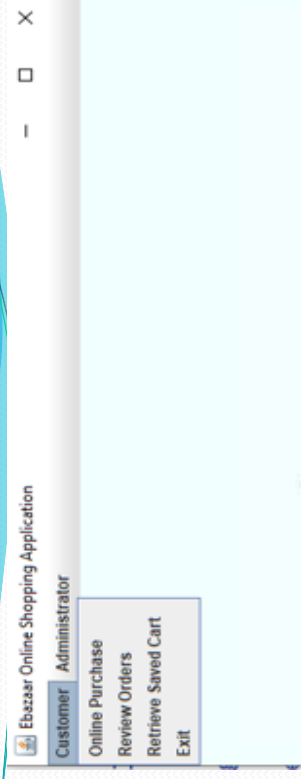 Ebazaar Online Shopping Application
Customer Administrator
Online Purchase
Review Orders
Retrieve Saved Cart
Exit